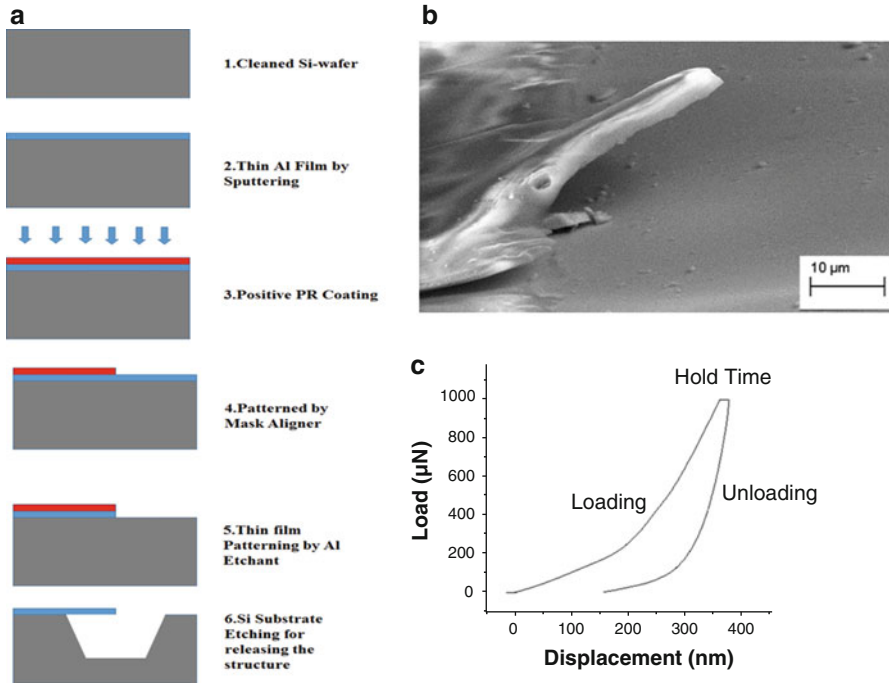 a
1.Cleaned Si-wafer
2.Thin Al Film by
Sputtering
3.Positive PR Coating
4.Patterned by
Mask Aligner
5.Thin film
Patterning by Al
Etchant
6.Si Substrate
Etching for
releasing the
structure
b
10 µm
c
Hold Time
Loading
Unloading
Load (µN)
1000
800
600
400
200
0
0
100
200
300
400
Displacement (nm)